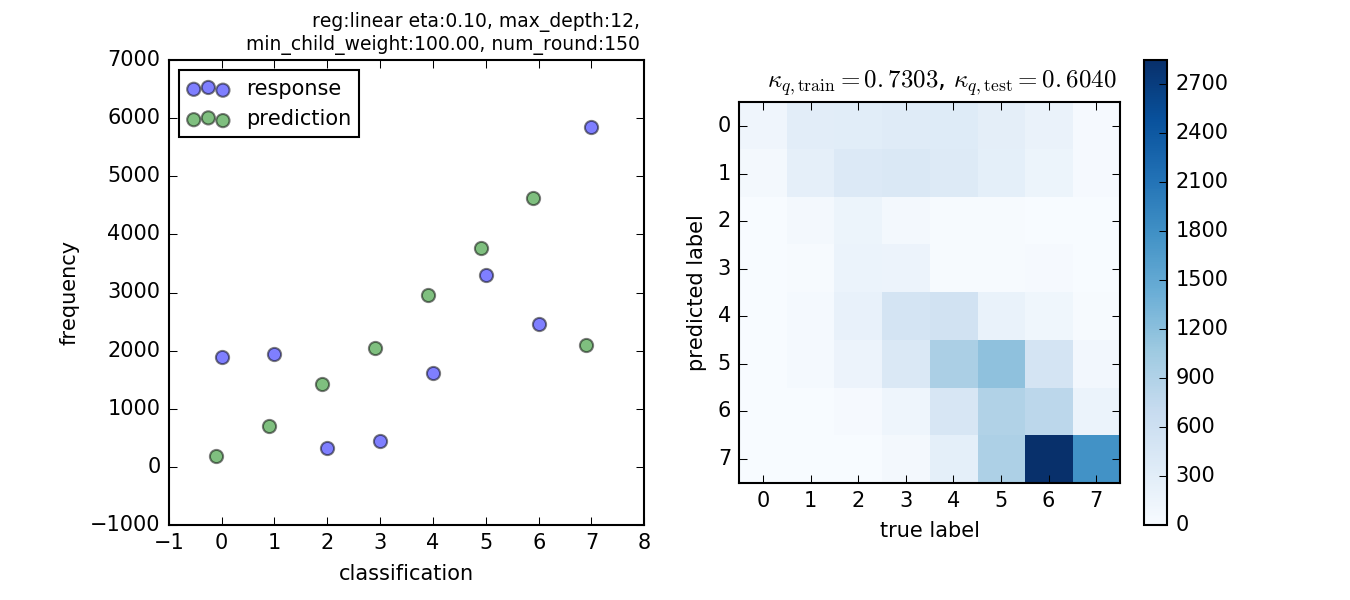 reg:linear eta:0.10, max_depth:12,
min_child_weight:100.00, num_round:150
7000
6000
5000
4000
3000
2000
1000
0
−1000
frequency
response
prediction
−1 0 1 2 3 4 5 6 7 8
classification
κq,train = 0.7303, κq,test = 0.6040
0
1
2
3
4
5
6
7
predicted label
0 1 2 3 4 5 6 7
true label
2700
2400
2100
1800
1500
1200
900
600
300
0